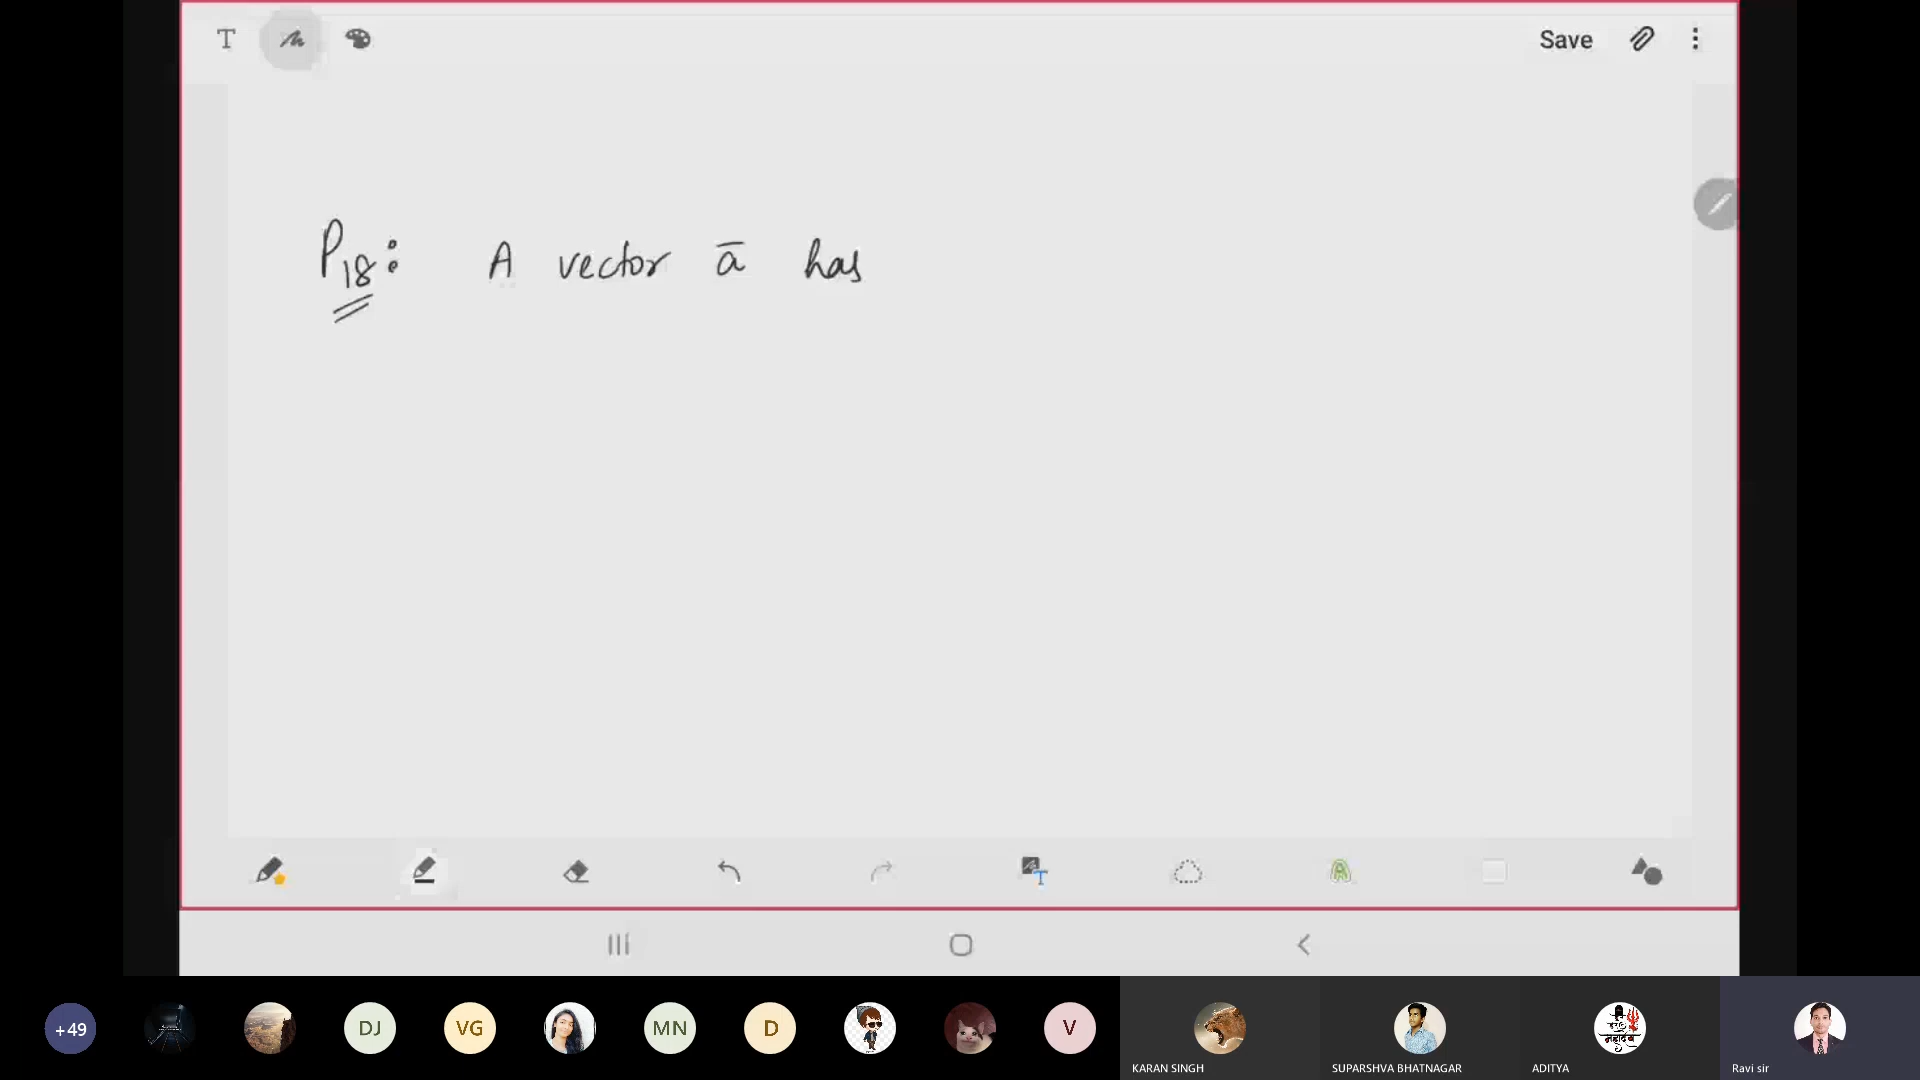 T Save
P18: A vector ā has
T
A
+49 DJ VG MN D V
KARAN SINGH SUPARSHVA BHATNAGAR ADITYA Ravi sir